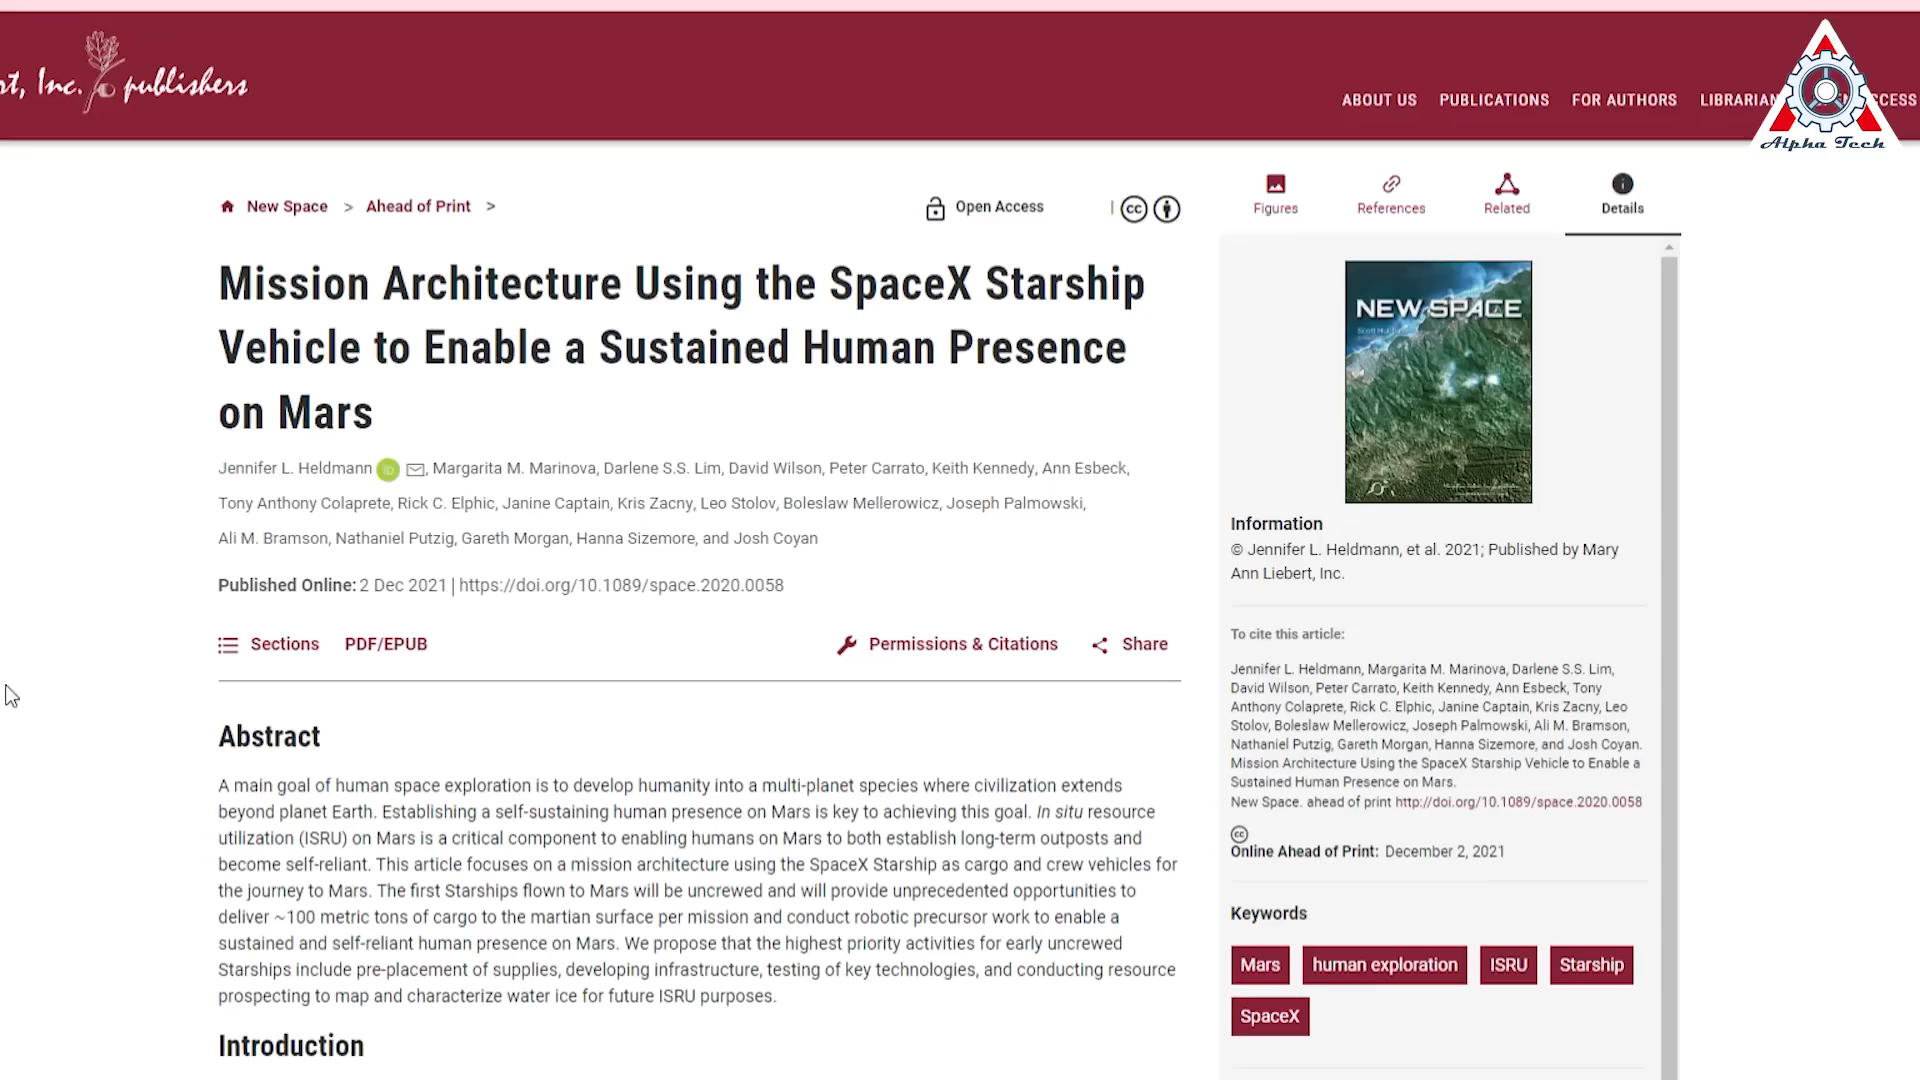 rt, Inc. publishers
ABOUT US PUBLICATIONS FOR AUTHORS LIBRARIAN CESS
Alpha Tech
New Space > Ahead of Print >
Open Access
| cc
Figures References Related Details
Mission Architecture Using the SpaceX Starship
Vehicle to Enable a Sustained Human Presence
on Mars
Jennifer L. Heldmann iD , Margarita M. Marinova, Darlene S.S. Lim, David Wilson, Peter Carrato, Keith Kennedy, Ann Esbeck,
Tony Anthony Colaprete, Rick C. Elphic, Janine Captain, Kris Zacny, Leo Stolov, Boleslaw Mellerowicz, Joseph Palmowski,
Ali M. Bramson, Nathaniel Putzig, Gareth Morgan, Hanna Sizemore, and Josh Coyan
Published Online: 2 Dec 2021 | https://doi.org/10.1089/space.2020.0058
Sections PDF/EPUB
Permissions & Citations Share
Abstract
A main goal of human space exploration is to develop humanity into a multi-planet species where civilization extends
beyond planet Earth. Establishing a self-sustaining human presence on Mars is key to achieving this goal. In situ resource
utilization (ISRU) on Mars is a critical component to enabling humans on Mars to both establish long-term outposts and
become self-reliant. This article focuses on a mission architecture using the SpaceX Starship as cargo and crew vehicles for
the journey to Mars. The first Starships flown to Mars will be uncrewed and will provide unprecedented opportunities to
deliver ~100 metric tons of cargo to the martian surface per mission and conduct robotic precursor work to enable a
sustained and self-reliant human presence on Mars. We propose that the highest priority activities for early uncrewed
Starships include pre-placement of supplies, developing infrastructure, testing of key technologies, and conducting resource
prospecting to map and characterize water ice for future ISRU purposes.
Introduction
NEW SPACE
Information
© Jennifer L. Heldmann, et al. 2021; Published by Mary
Ann Liebert, Inc.
To cite this article:
Jennifer L. Heldmann, Margarita M. Marinova, Darlene S.S. Lim,
David Wilson, Peter Carrato, Keith Kennedy, Ann Esbeck, Tony
Anthony Colaprete, Rick C. Elphic, Janine Captain, Kris Zacny, Leo
Stolov, Boleslaw Mellerowicz, Joseph Palmowski, Ali M. Bramson,
Nathaniel Putzig, Gareth Morgan, Hanna Sizemore, and Josh Coyan.
Mission Architecture Using the SpaceX Starship Vehicle to Enable a
Sustained Human Presence on Mars.
New Space. ahead of print http://doi.org/10.1089/space.2020.0058
cc
Online Ahead of Print: December 2, 2021
Keywords
Mars human exploration ISRU Starship
SpaceX